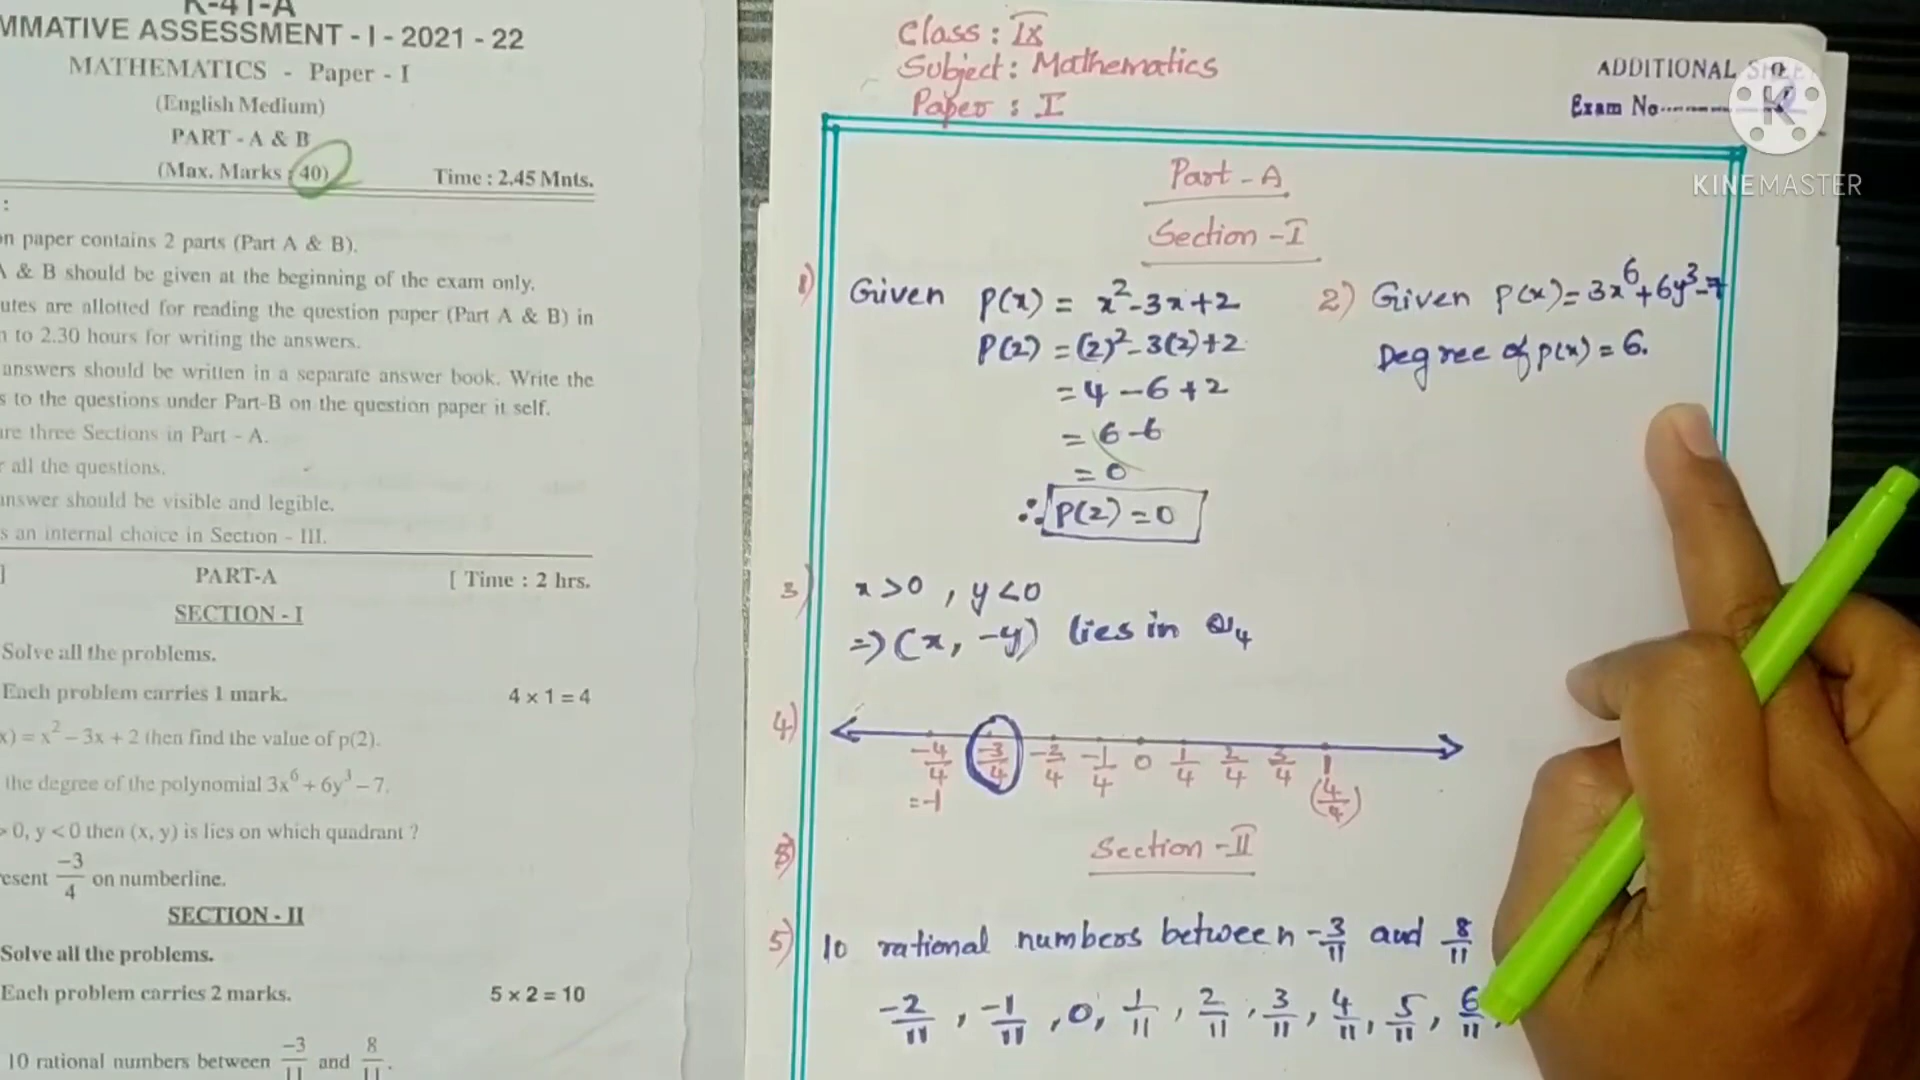 K-41-A
MMATIVE ASSESSMENT - I - 2021 - 22
MATHEMATICS - Paper - I
(English Medium)
PART - A & B
(Max. Marks : 40)
Time : 2.45 Mnts.
:
n paper contains 2 parts (Part A & B).
A & B should be given at the beginning of the exam only.
utes are allotted for reading the question paper (Part A & B) in
n to 2.30 hours for writing the answers.
answers should be written in a separate answer book. Write the
s to the questions under Part-B on the question paper it self.
are three Sections in Part - A.
r all the questions.
answer should be visible and legible.
s an internal choice in Section - III.
] PART-A [ Time : 2 hrs.
SECTION - I
Solve all the problems.
Each problem carries 1 mark. 4 × 1 = 4
x) = x² − 3x + 2 then find the value of p(2).
the degree of the polynomial 3x⁶ + 6y³ − 7.
> 0, y < 0 then (x, y) is lies on which quadrant ?
esent -3/4 on numberline.
SECTION - II
Solve all the problems.
Each problem carries 2 marks. 5 × 2 = 10
10 rational numbers between -3/11 and 8/11.
Class : IX
Subject : Mathematics
Paper : I
ADDITIONAL
Exam No
K
KINEMASTER
Part - A
Section - I
1) Given P(x) = x² - 3x + 2
P(2) = (2)² - 3(2) + 2
= 4 - 6 + 2
= 6 - 6
= 0
∴ P(2) = 0
2) Given P(x) = 3x⁶ + 6y³ - 7
Degree of P(x) = 6.
3) x > 0 , y < 0
⇒ (x, -y) lies in Q4
4) -4/4 -3/4 -2/4 -1/4 0 1/4 2/4 3/4 1
= -1 (4/4)
Section - II
5) 10 rational numbers between -3/11 and 8/11
-2/11 , -1/11 , 0, 1/11 , 2/11 , 3/11 , 4/11 , 5/11 , 6/11 ,